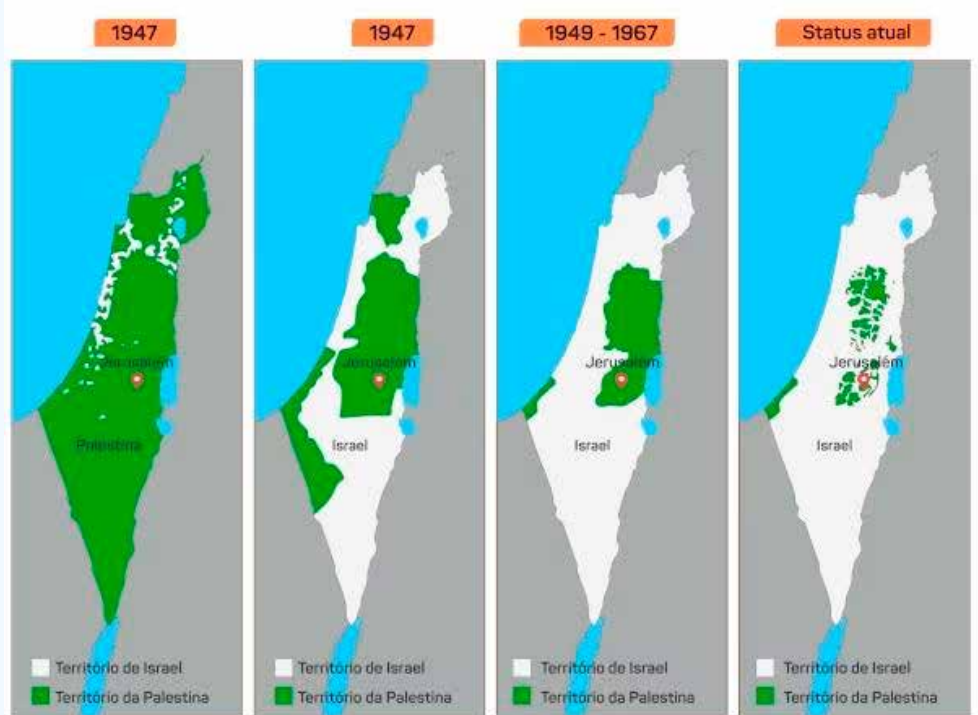 1947
1947
1949 - 1967
Status atual
Jerusalém
Palestina
Território de Israel
Território da Palestina
Jerusalém
Israel
Território de Israel
Território da Palestina
Jerusalém
Israel
Território de Israel
Território da Palestina
Jerusalém
Israel
Território de Israel
Território da Palestina